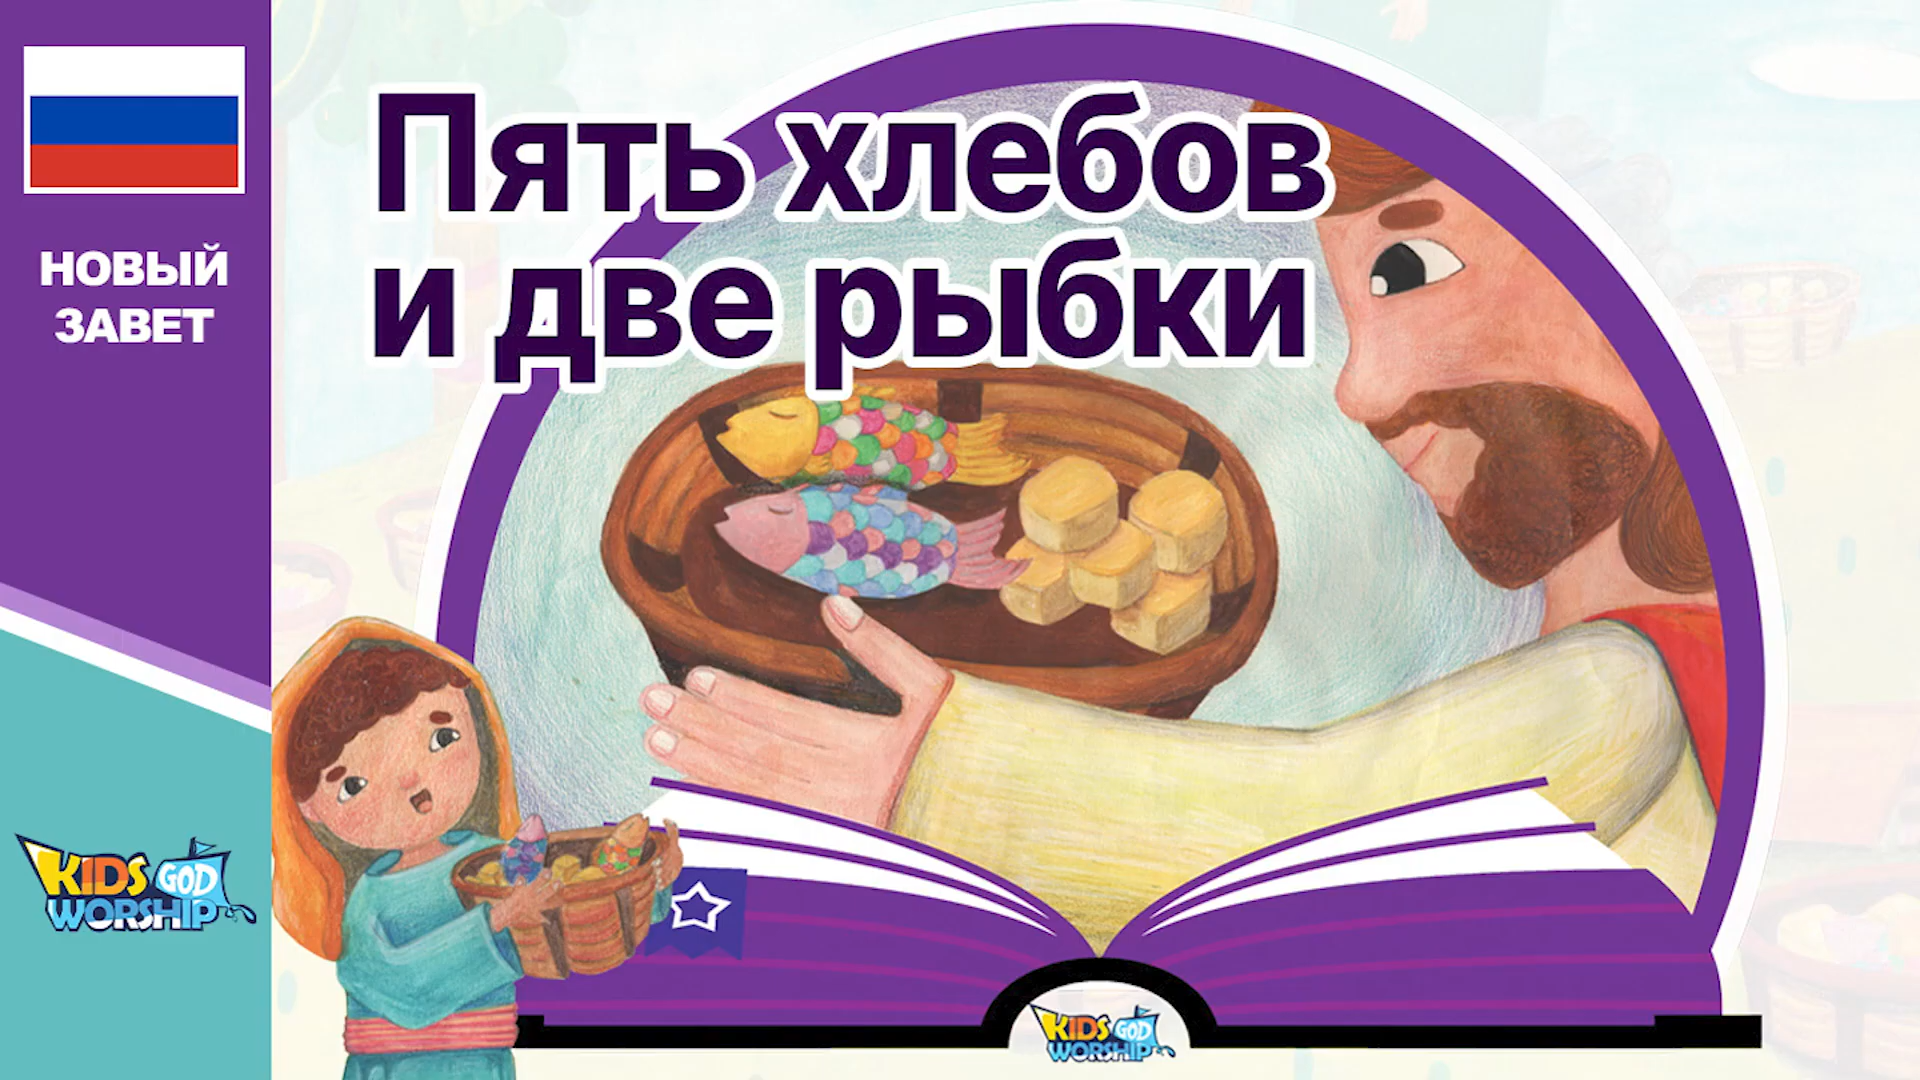 Пять хлебов
и две рыбки
НОВЫЙ
ЗАВЕТ
KIDS GOD
WORSHIP
KIDS GOD
WORSHIP